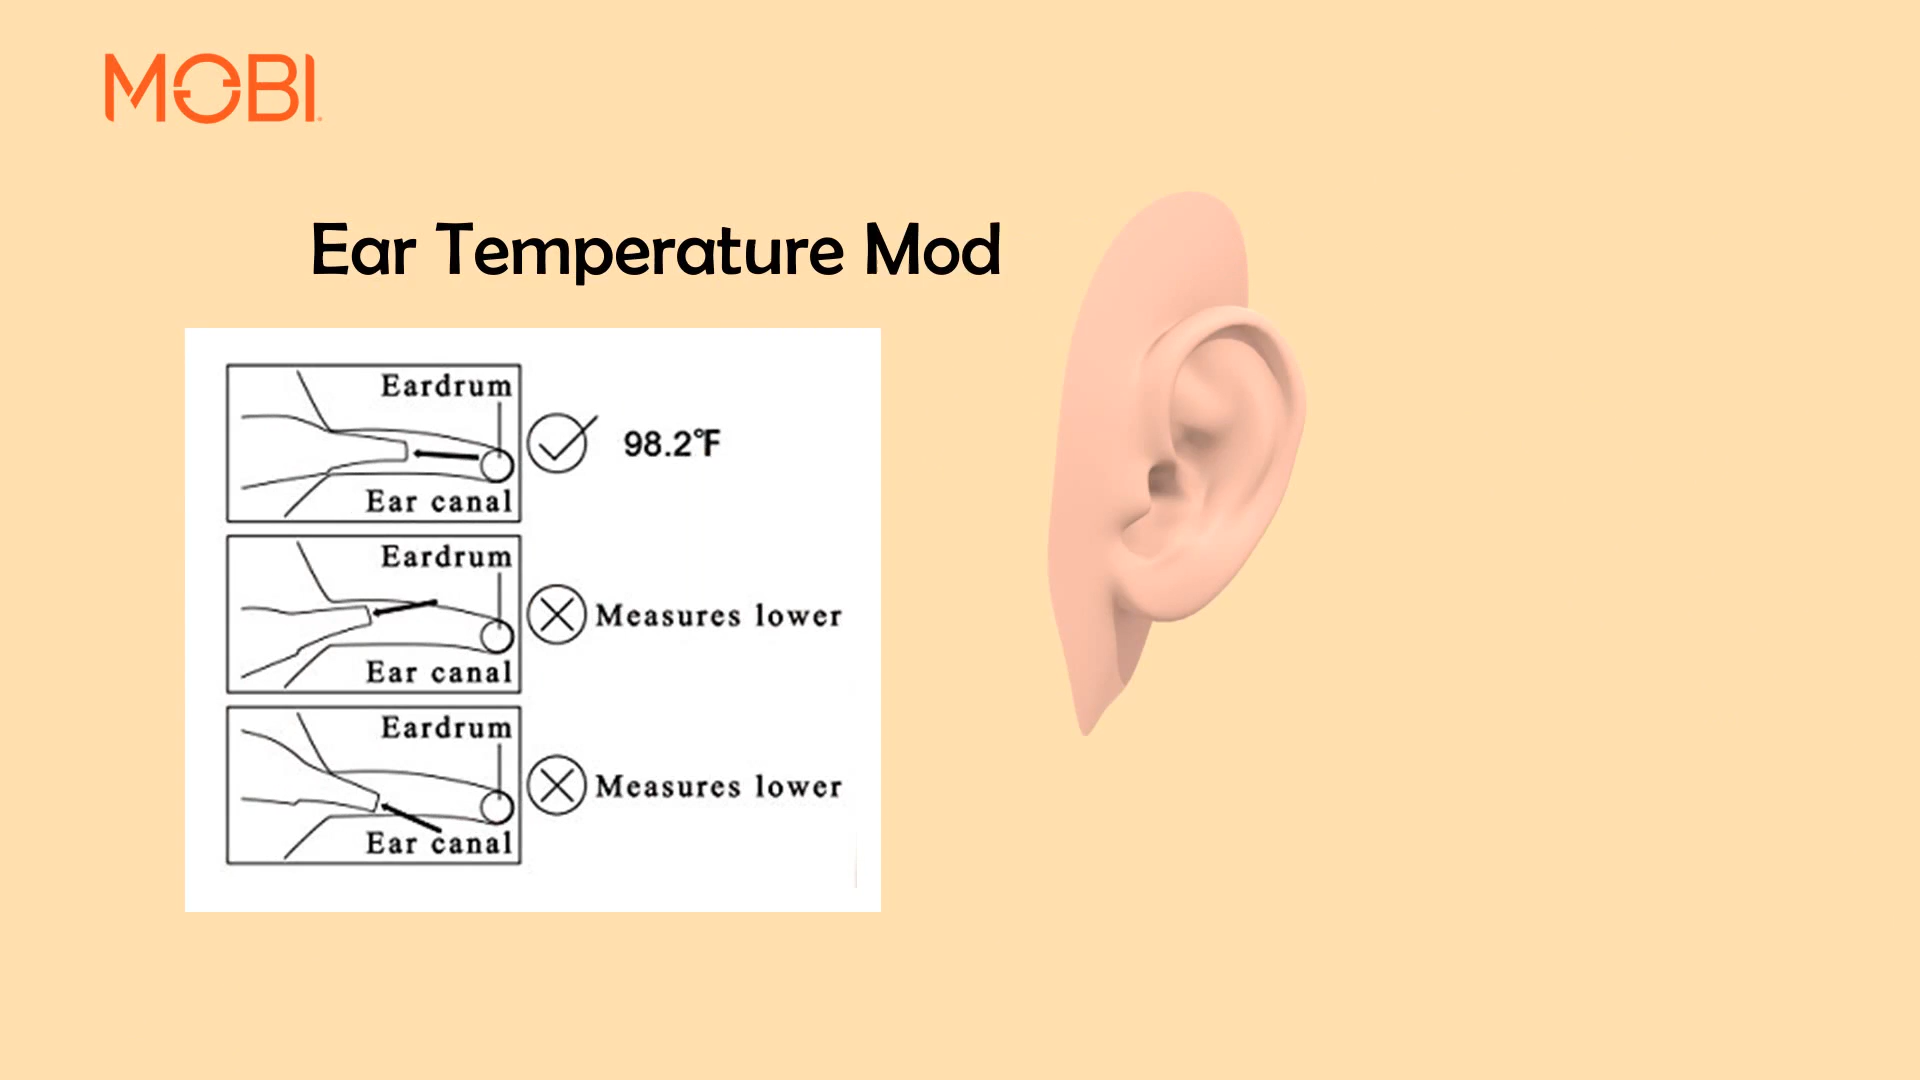 MOBI
Ear Temperature Mod
Eardrum
98.2°F
Ear canal
Eardrum
Measures lower
Ear canal
Eardrum
Measures lower
Ear canal